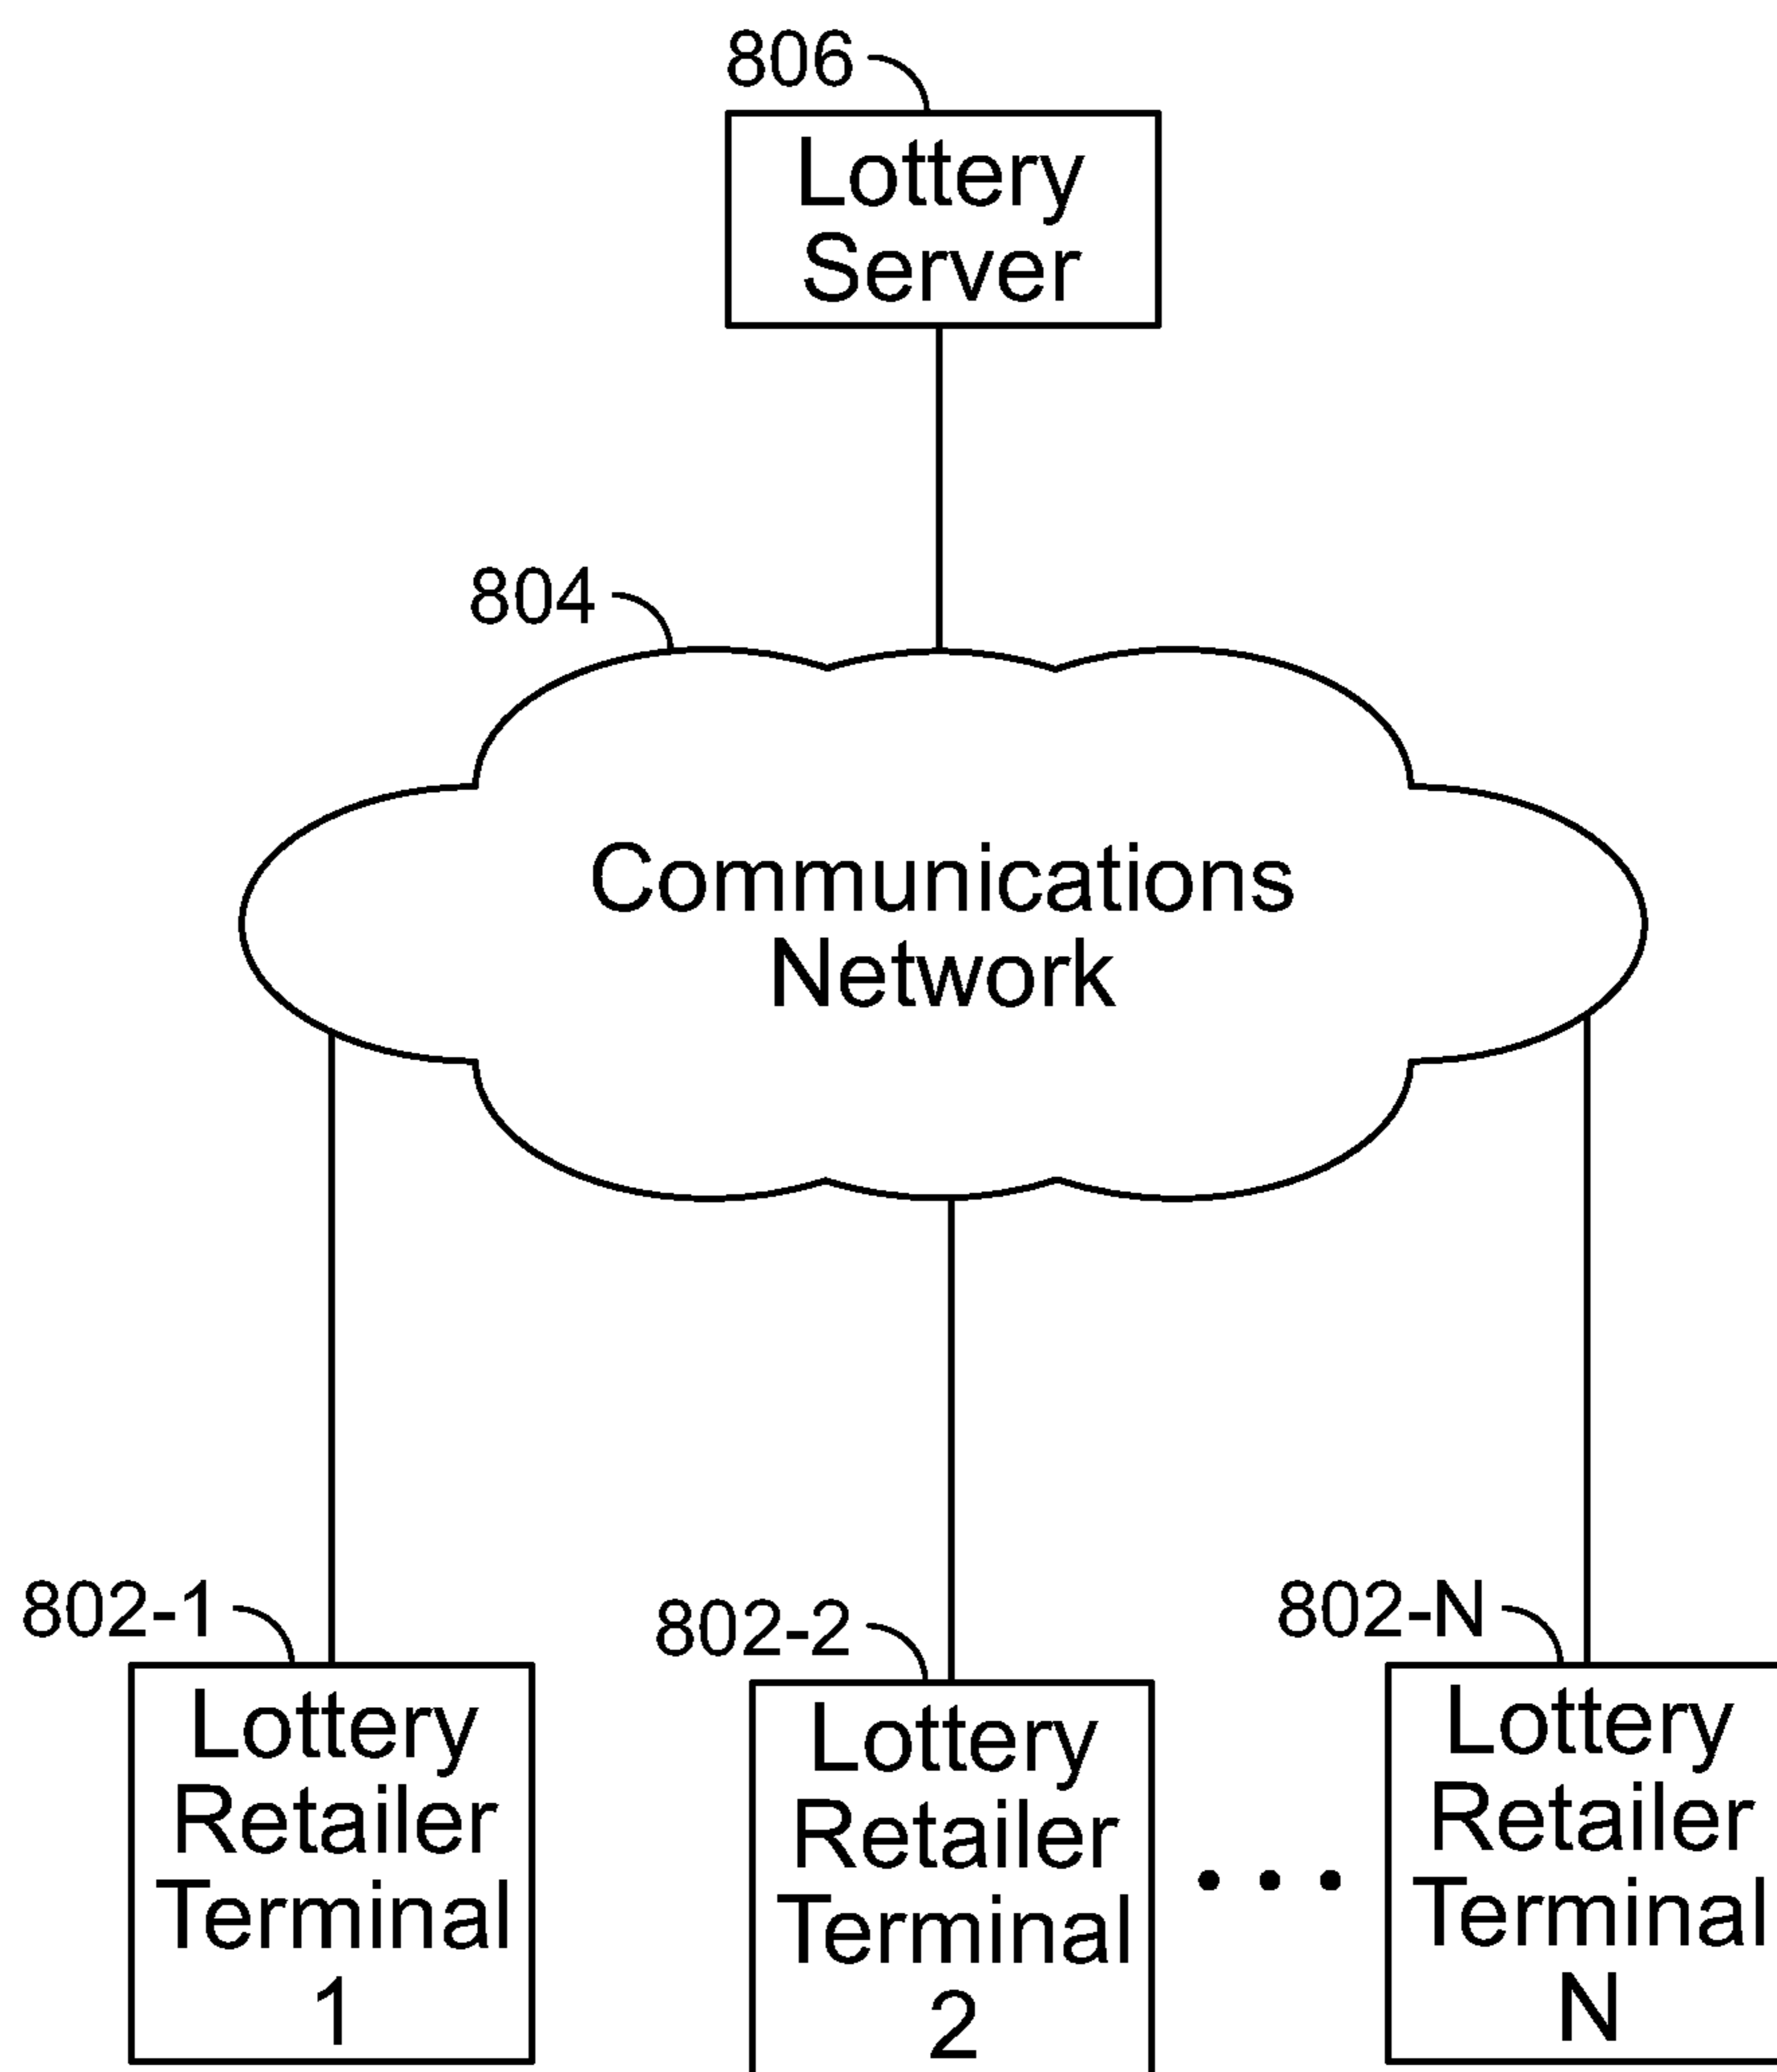 806
Lottery
Server
804
Communications
Network
802-1
Lottery
Retailer
Terminal
1
802-2
Lottery
Retailer
Terminal
2
802-N
Lottery
Retailer
Terminal
N